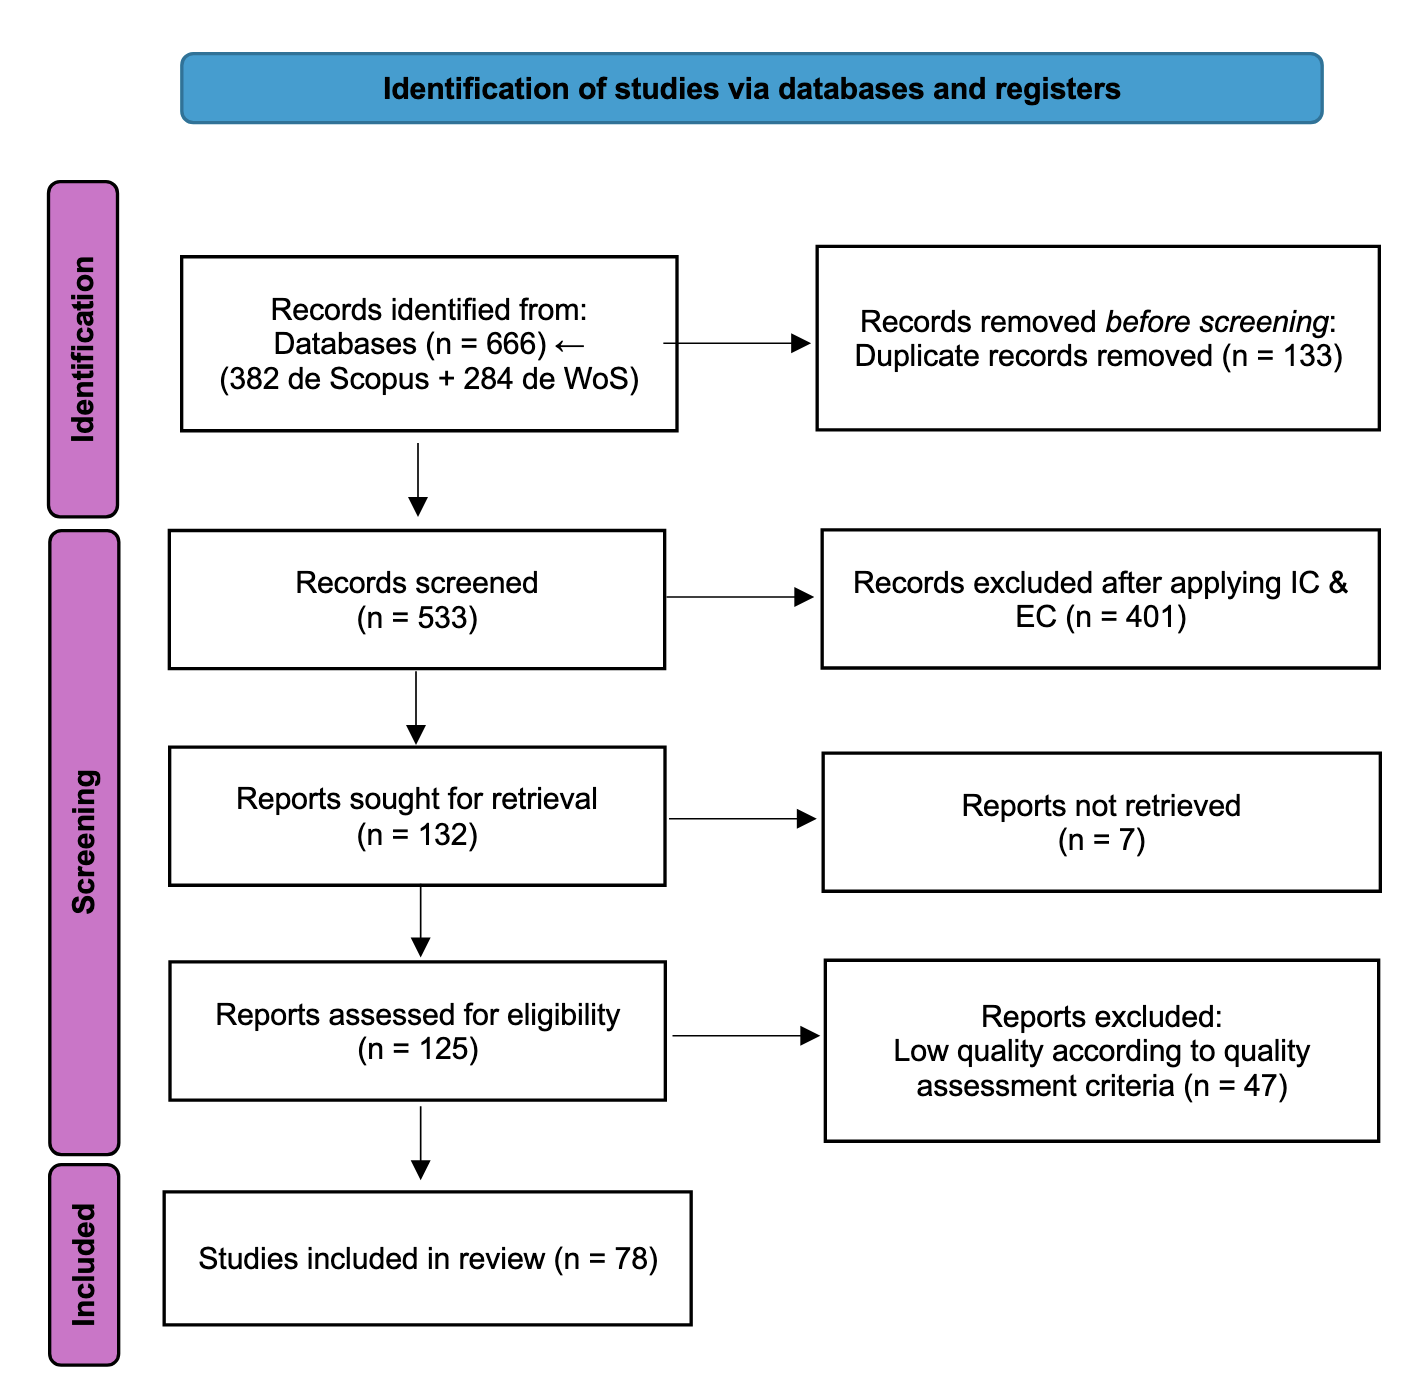 Identification of studies via databases and registers
Identification
Records identified from:
Databases (n = 666) ←
(382 de Scopus + 284 de WoS)
Records removed before screening:
Duplicate records removed (n = 133)
Screening
Records screened
(n = 533)
Records excluded after applying IC &
EC (n = 401)
Reports sought for retrieval
(n = 132)
Reports not retrieved
(n = 7)
Reports assessed for eligibility
(n = 125)
Reports excluded:
Low quality according to quality
assessment criteria (n = 47)
Included
Studies included in review (n = 78)